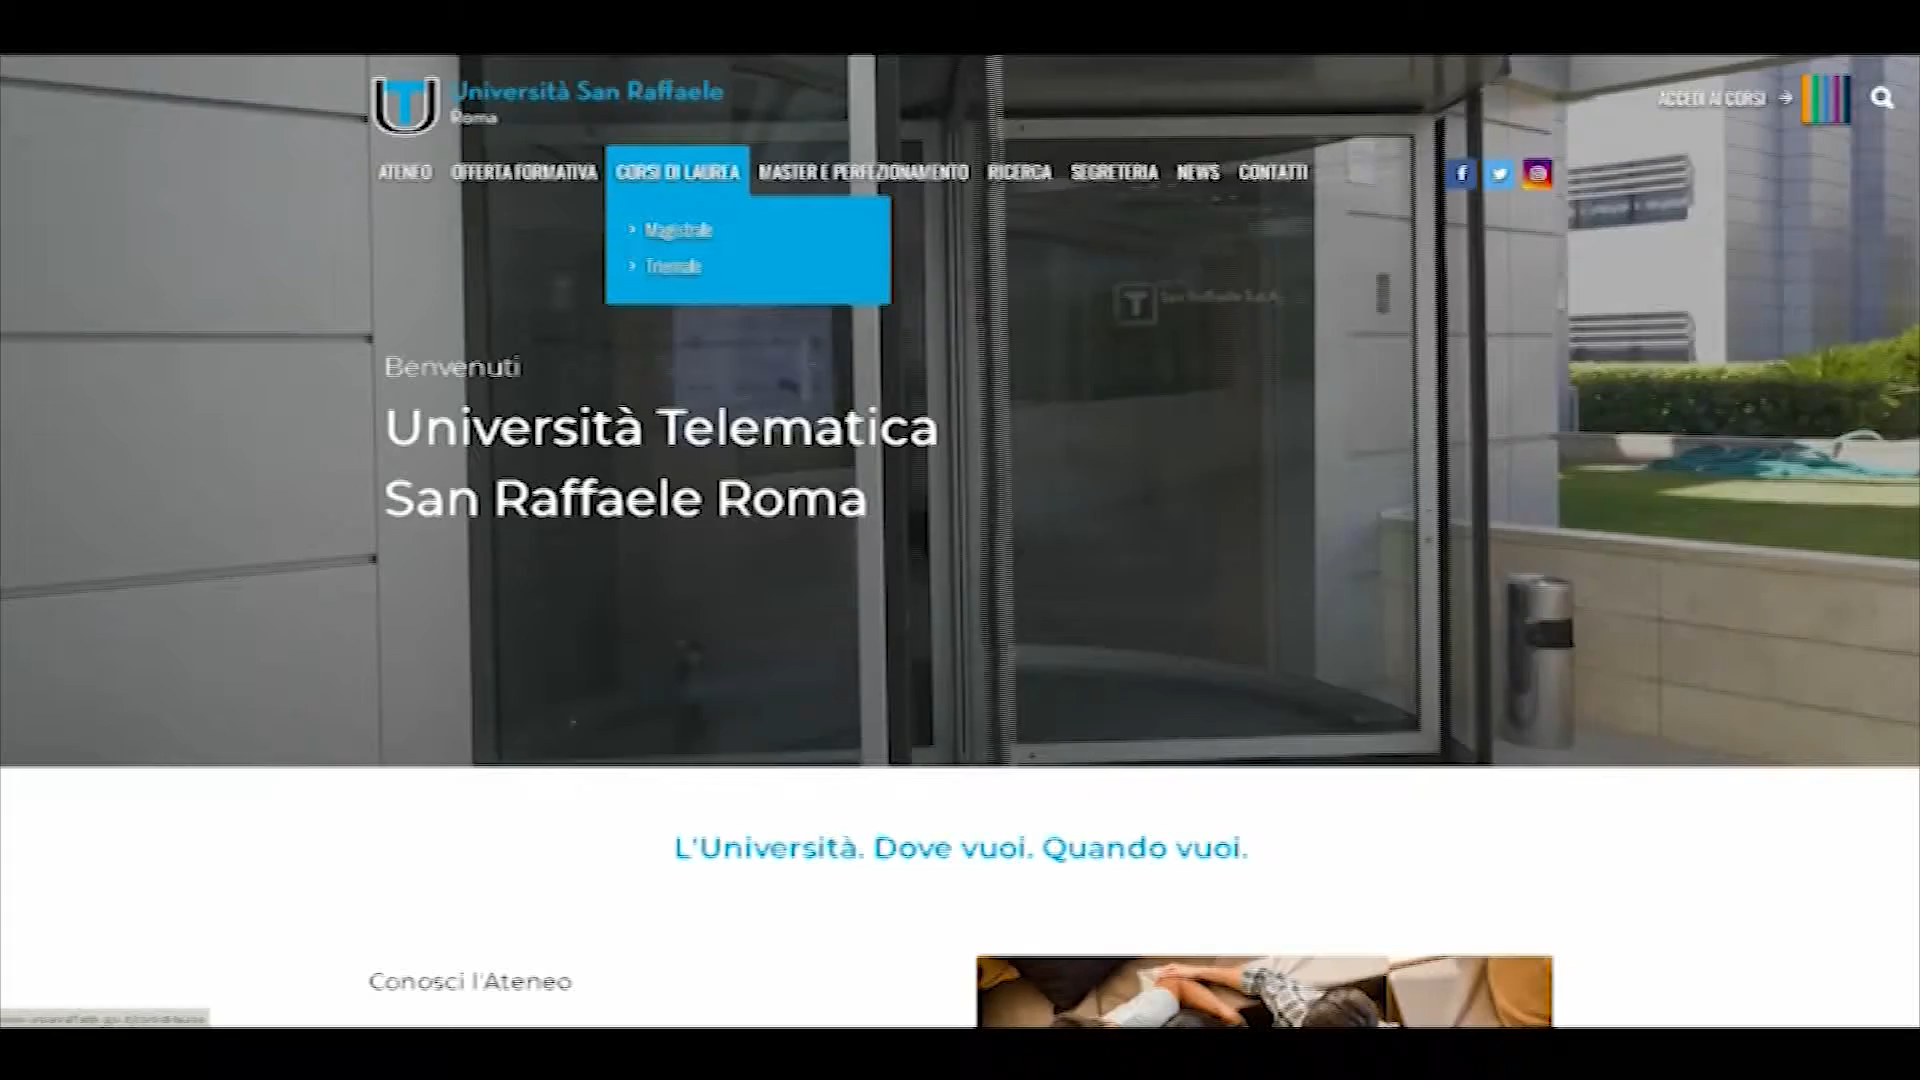 Università San Raffaele
Roma
ACCEDI AI CORSI
ATENEO OFFERTA FORMATIVA CORSI DI LAUREA MASTER E PERFEZIONAMENTO RICERCA SEGRETERIA NEWS CONTATTI
Magistrale
Triennale
Benvenuti
Università Telematica
San Raffaele Roma
L'Università. Dove vuoi. Quando vuoi.
Conosci l'Ateneo